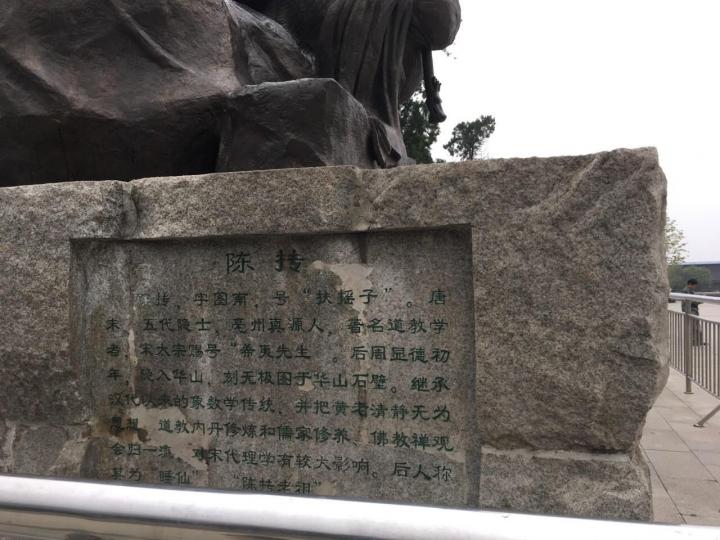 陈抟
抟，字图南，号“扶摇子”。唐
末、五代隐士，亳州真源人，著名道教学
者，宋太宗赐号“希夷先生”。后周显德初
年，隐入华山，刻无极图于华山石壁。继承
汉代以来的象数学传统，并把黄老清静无为
思想、道教内丹修炼和儒家修养、佛教禅观
会归一流，对宋代理学有较大影响。后人称
其为“睡仙”、“陈抟老祖”